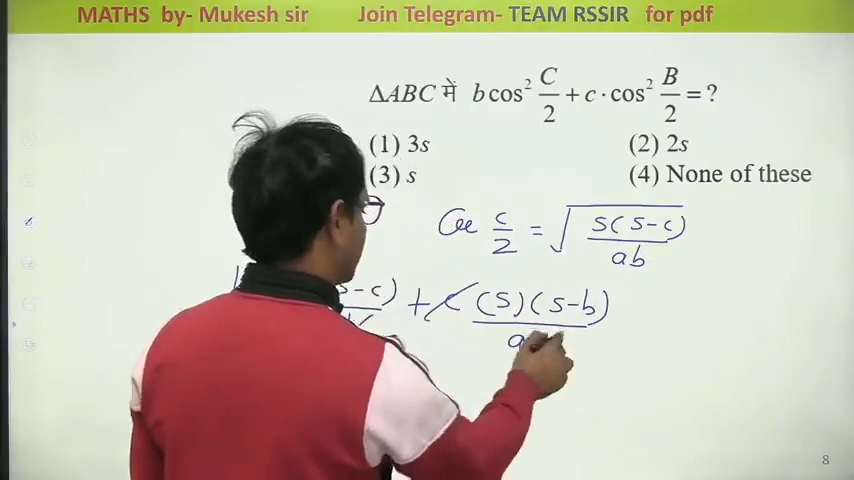 MATHS by- Mukesh sir Join Telegram- TEAM RSSIR for pdf
ΔABC में b cos² C/2 + c · cos² B/2 = ?
(1) 3s (2) 2s
(3) s (4) None of these
Cos c/2 = √(s(s-c)/ab)
s-c) + c (s)(s-b)
a
8